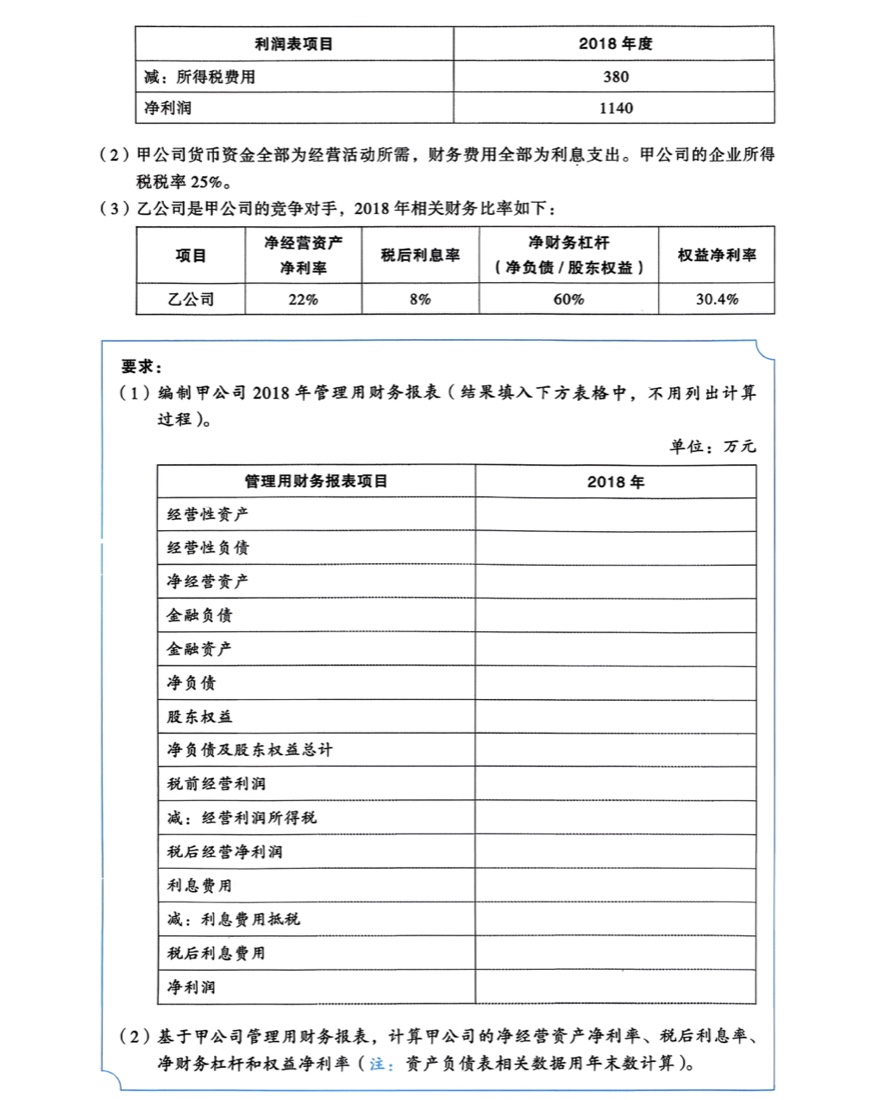 利润表项目 2018 年度
减：所得税费用 380
净利润 1140
（2）甲公司货币资金全部为经营活动所需，财务费用全部为利息支出。甲公司的企业所得
税税率 25%。
（3）乙公司是甲公司的竞争对手，2018 年相关财务比率如下：
项目 净经营资产净利率 税后利息率 净财务杠杆（净负债 / 股东权益） 权益净利率
乙公司 22% 8% 60% 30.4%
要求：
（1）编制甲公司 2018 年管理用财务报表（结果填入下方表格中，不用列出计算
过程）。
单位：万元
管理用财务报表项目 2018 年
经营性资产
经营性负债
净经营资产
金融负债
金融资产
净负债
股东权益
净负债及股东权益总计
税前经营利润
减：经营利润所得税
税后经营净利润
利息费用
减：利息费用抵税
税后利息费用
净利润
（2）基于甲公司管理用财务报表，计算甲公司的净经营资产净利率、税后利息率、
净财务杠杆和权益净利率（注：资产负债表相关数据用年末数计算）。